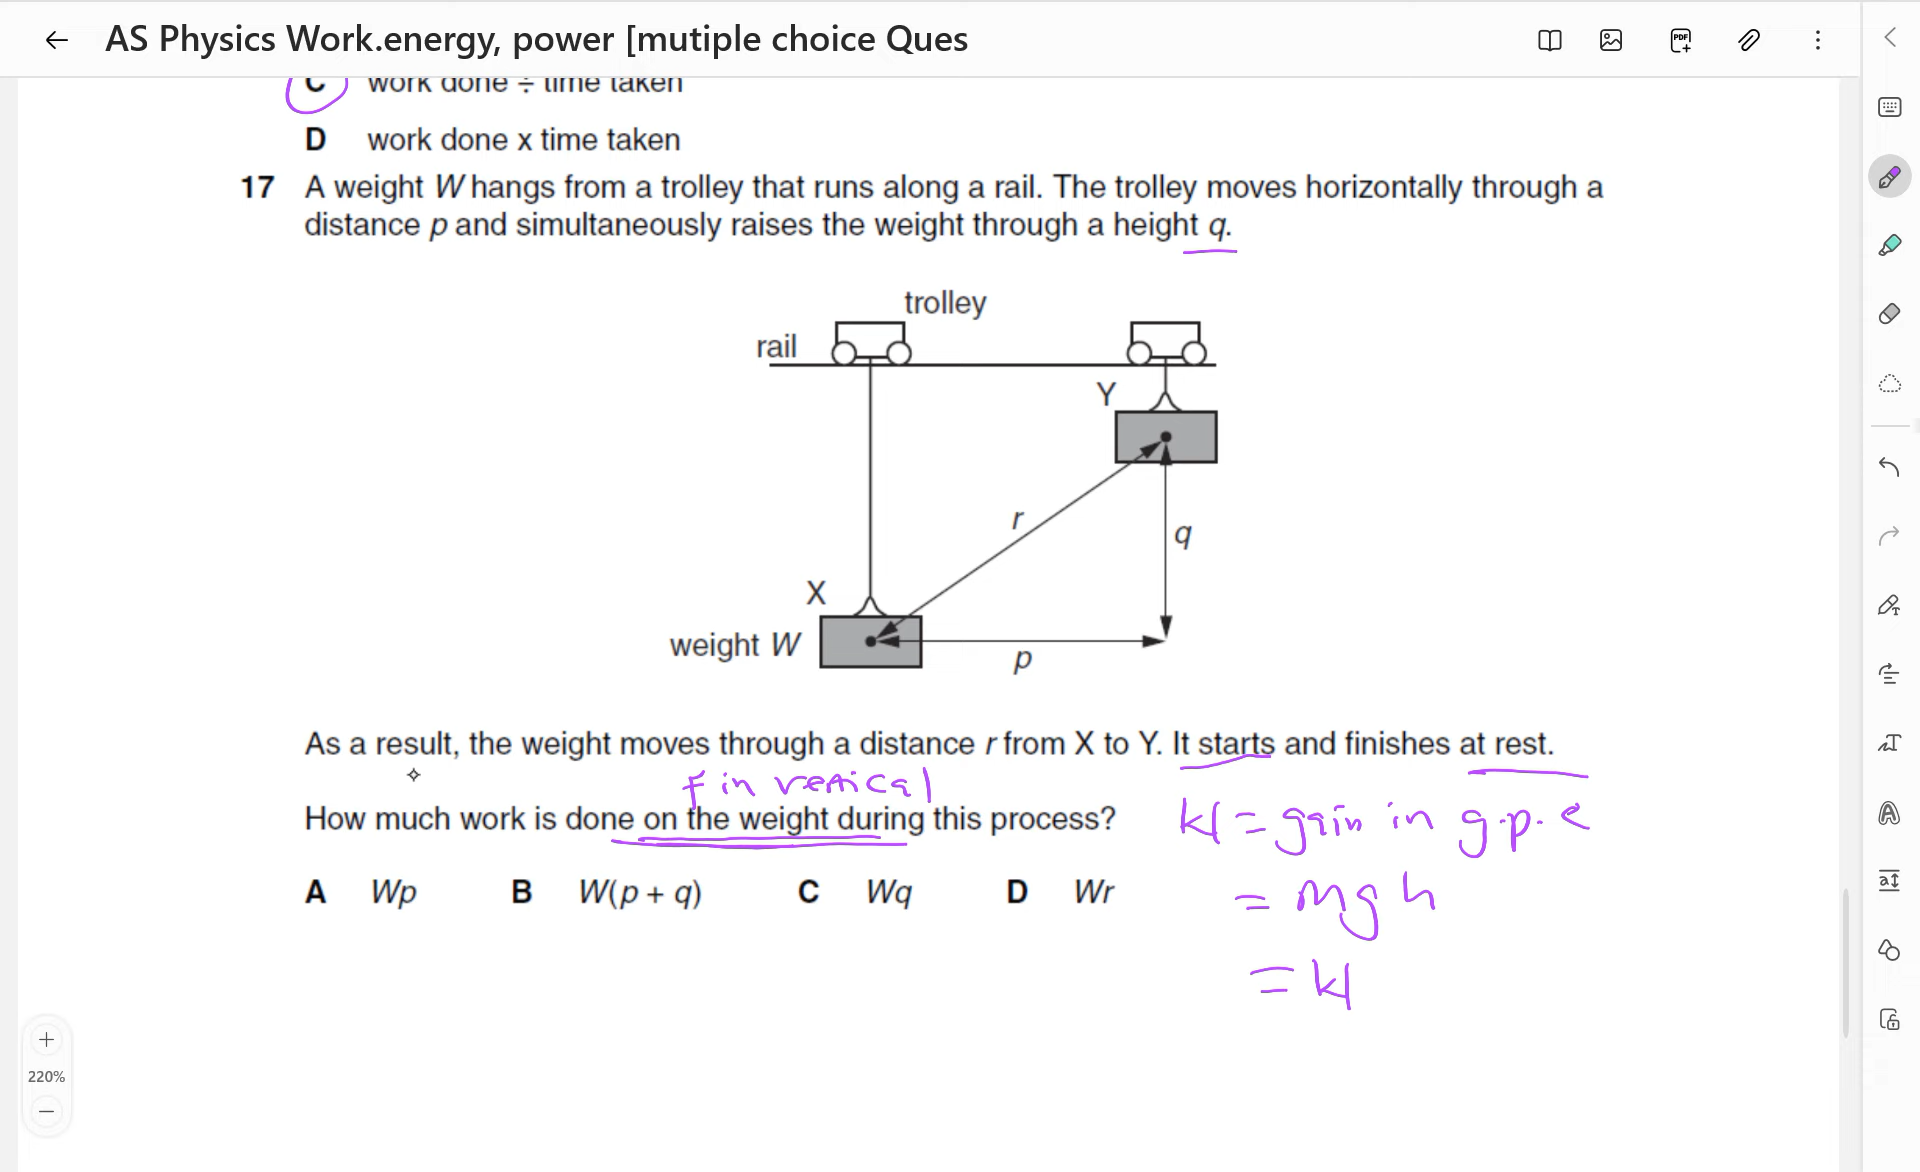 AS Physics Work.energy, power [mutiple choice Ques
PDF
C work done ÷ time taken
D work done x time taken
17 A weight W hangs from a trolley that runs along a rail. The trolley moves horizontally through a
distance p and simultaneously raises the weight through a height q.
trolley
rail
Y
r
q
X
weight W
p
As a result, the weight moves through a distance r from X to Y. It starts and finishes at rest.
F in vertical
How much work is done on the weight during this process?
W = gain in g.p.e
A Wp B W(p + q) C Wq D Wr
= mgh
= W
220%